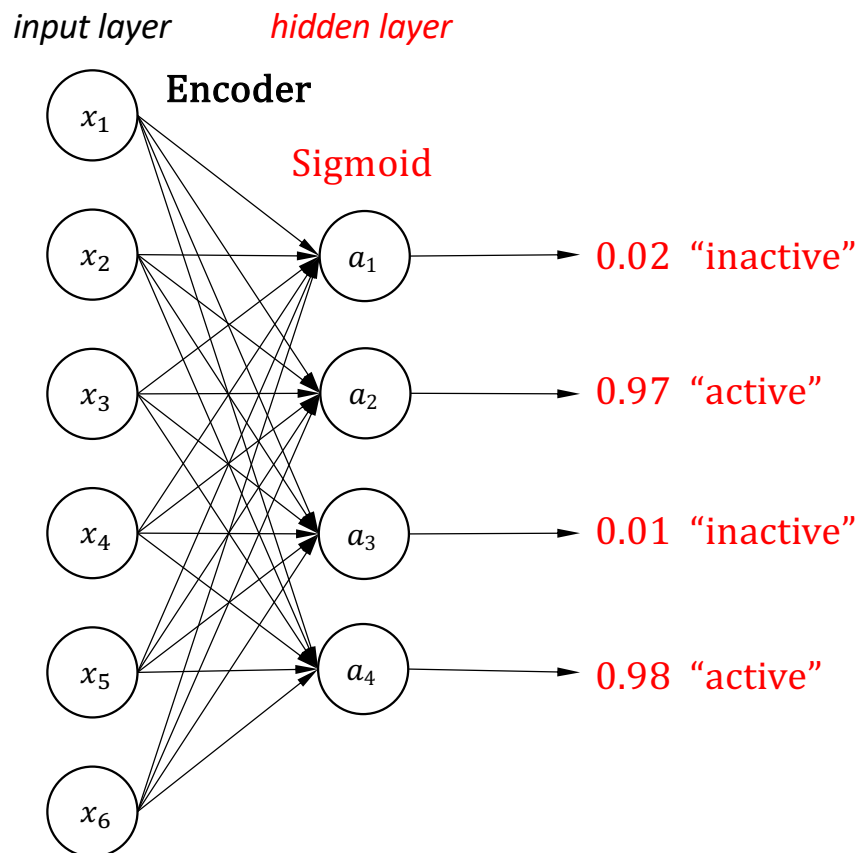 input layer hidden layer
Encoder
x₁
Sigmoid
x₂ a₁ 0.02 “inactive”
x₃ a₂ 0.97 “active”
x₄ a₃ 0.01 “inactive”
x₅ a₄ 0.98 “active”
x₆